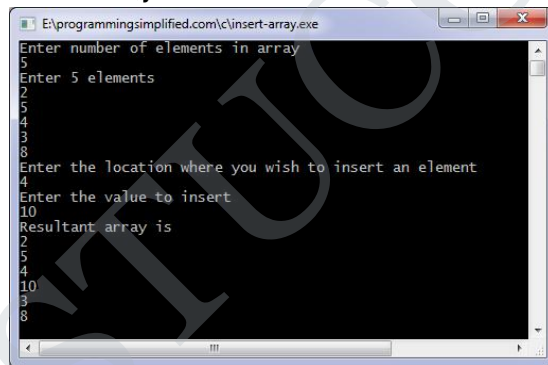 E:\programmingsimplified.com\c\insert-array.exe
Enter number of elements in array
5
Enter 5 elements
2
5
4
3
8
Enter the location where you wish to insert an element
4
Enter the value to insert
10
Resultant array is
2
5
4
10
3
8